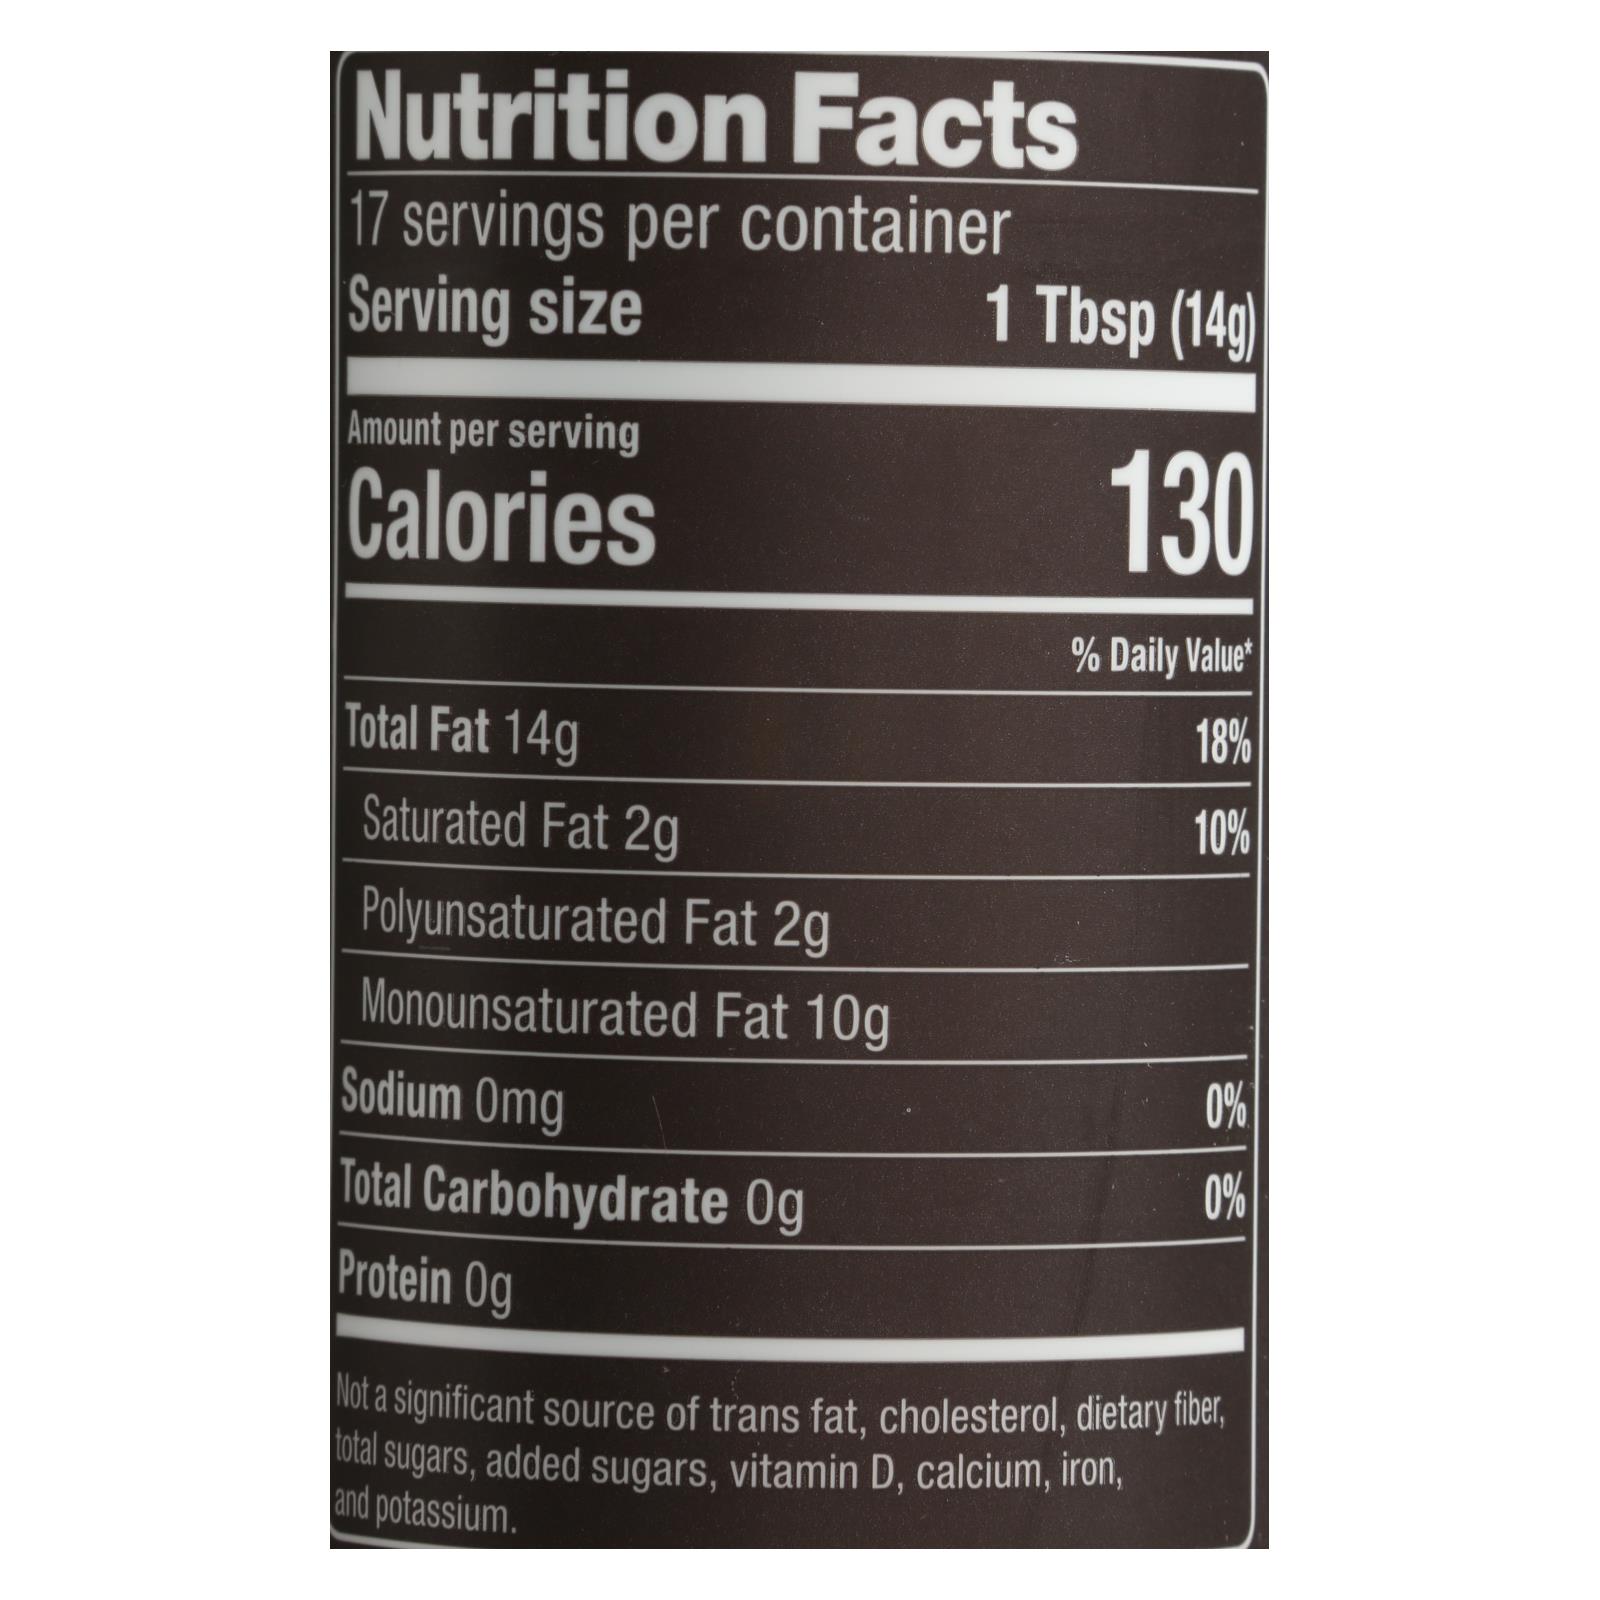 Nutrition Facts
17 servings per container
Serving size 1 Tbsp (14g)
Amount per serving
Calories 130
% Daily Value*
Total Fat 14g 18%
Saturated Fat 2g 10%
Polyunsaturated Fat 2g
Monounsaturated Fat 10g
Sodium 0mg 0%
Total Carbohydrate 0g 0%
Protein 0g
Not a significant source of trans fat, cholesterol, dietary fiber,
total sugars, added sugars, vitamin D, calcium, iron,
and potassium.